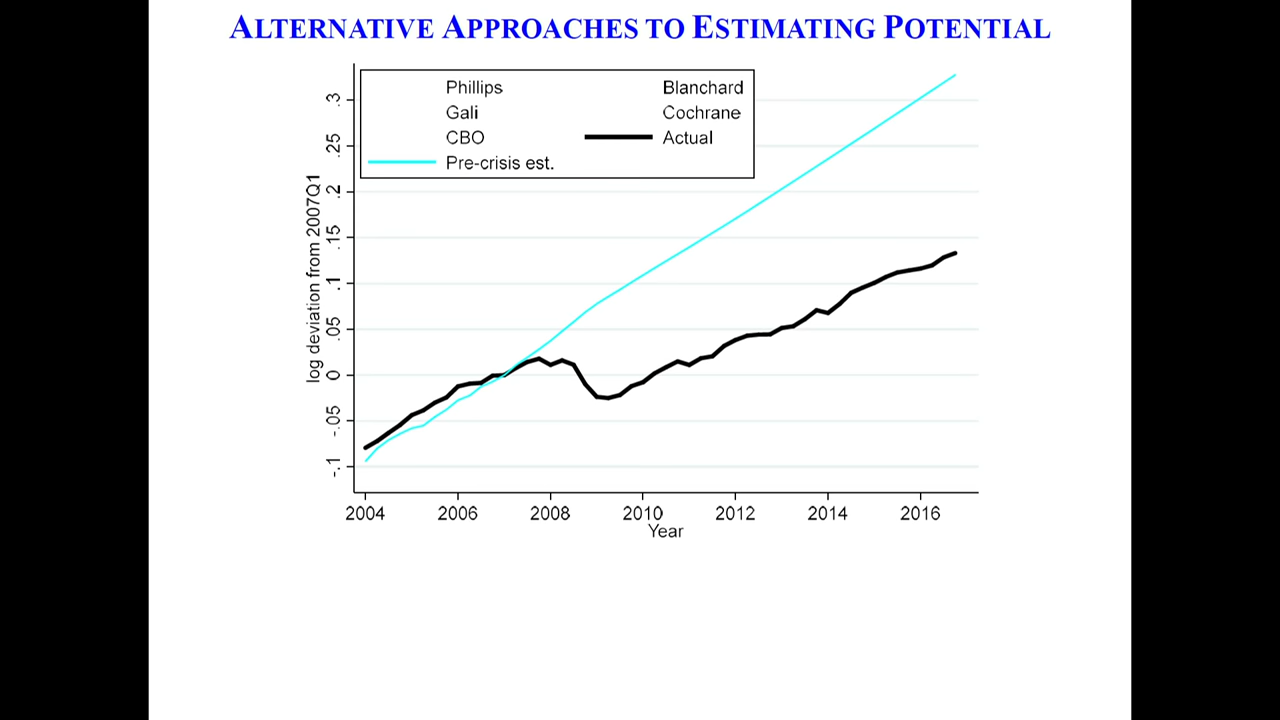 ALTERNATIVE APPROACHES TO ESTIMATING POTENTIAL
Phillips Blanchard
Gali Cochrane
CBO Actual
Pre-crisis est.
log deviation from 2007Q1
.3
.25
.2
.15
.1
.05
0
-.05
-.1
2004 2006 2008 2010 2012 2014 2016
Year